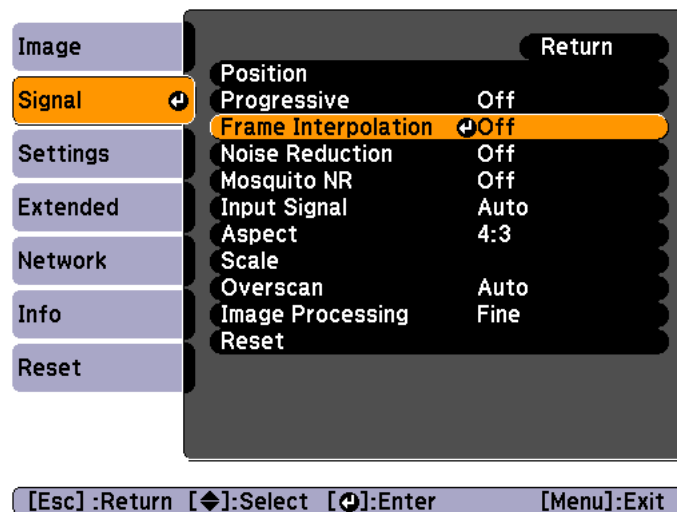 Image
Signal
Settings
Extended
Network
Info
Reset
Return
Position
Progressive Off
Frame Interpolation Off
Noise Reduction Off
Mosquito NR Off
Input Signal Auto
Aspect 4:3
Scale
Overscan Auto
Image Processing Fine
Reset
[Esc] :Return [◆]:Select [⏎]:Enter [Menu]:Exit